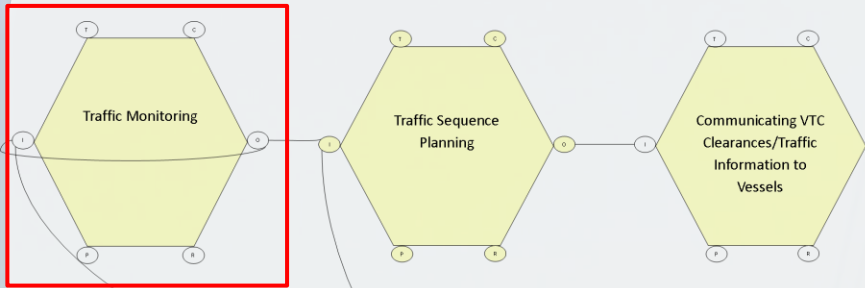 T
C
T
C
T
C
Traffic Monitoring
Traffic Sequence
Planning
Communicating VTC
Clearances/Traffic
Information to
Vessels
I
O
I
O
I
P
R
P
R
P
R